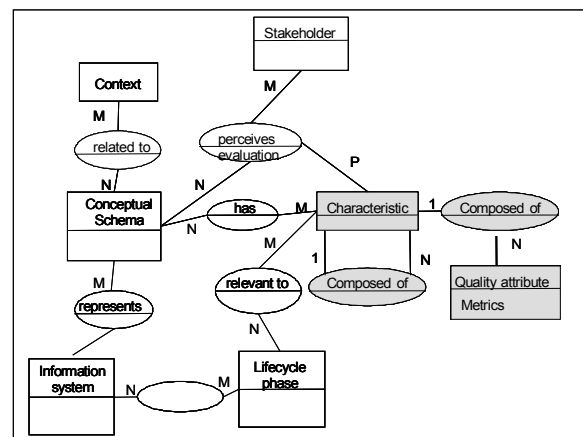 Stakeholder
Context
M
M
related to
perceives
evaluation
P
N
N
Conceptual
Schema
has
N
M
Characteristic
1
Composed of
N
M
M
1
N
relevant to
Composed of
Quality attribute
Metrics
represents
N
Information
system
N
M
Lifecycle
phase